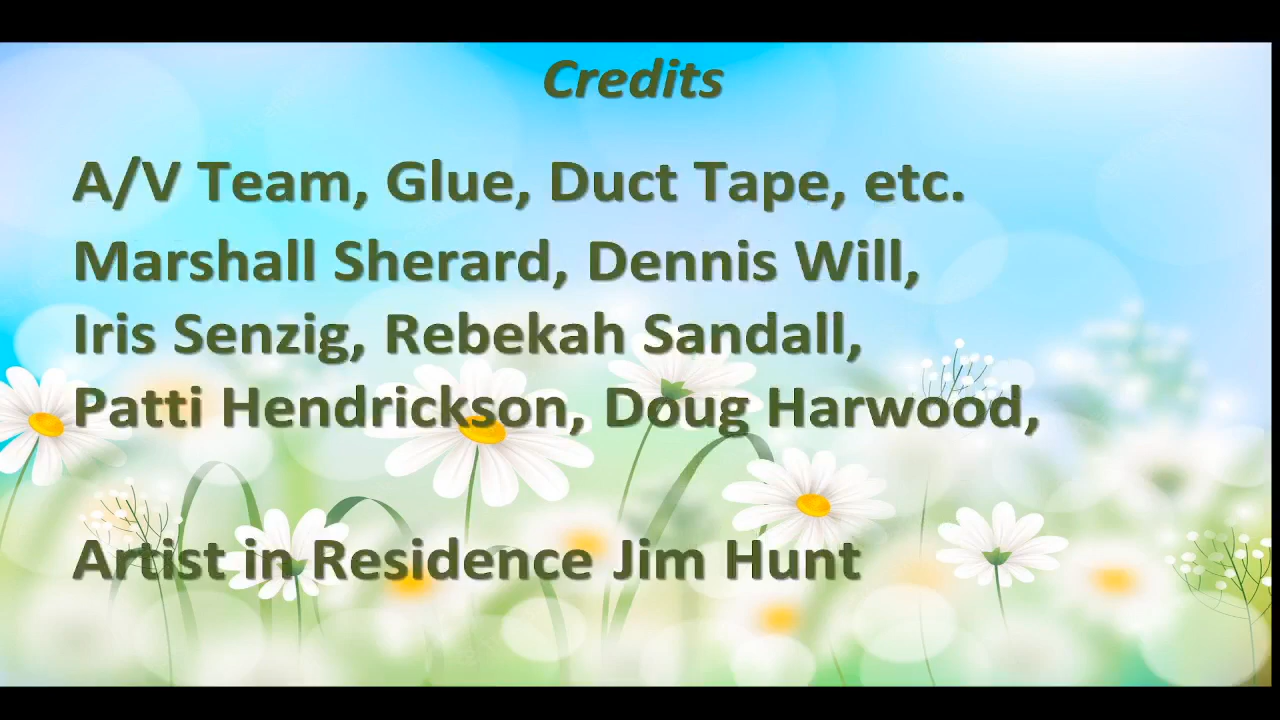 Credits
A/V Team, Glue, Duct Tape, etc.
Marshall Sherard, Dennis Will,
Iris Senzig, Rebekah Sandall,
Patti Hendrickson, Doug Harwood,
Artist in Residence Jim Hunt